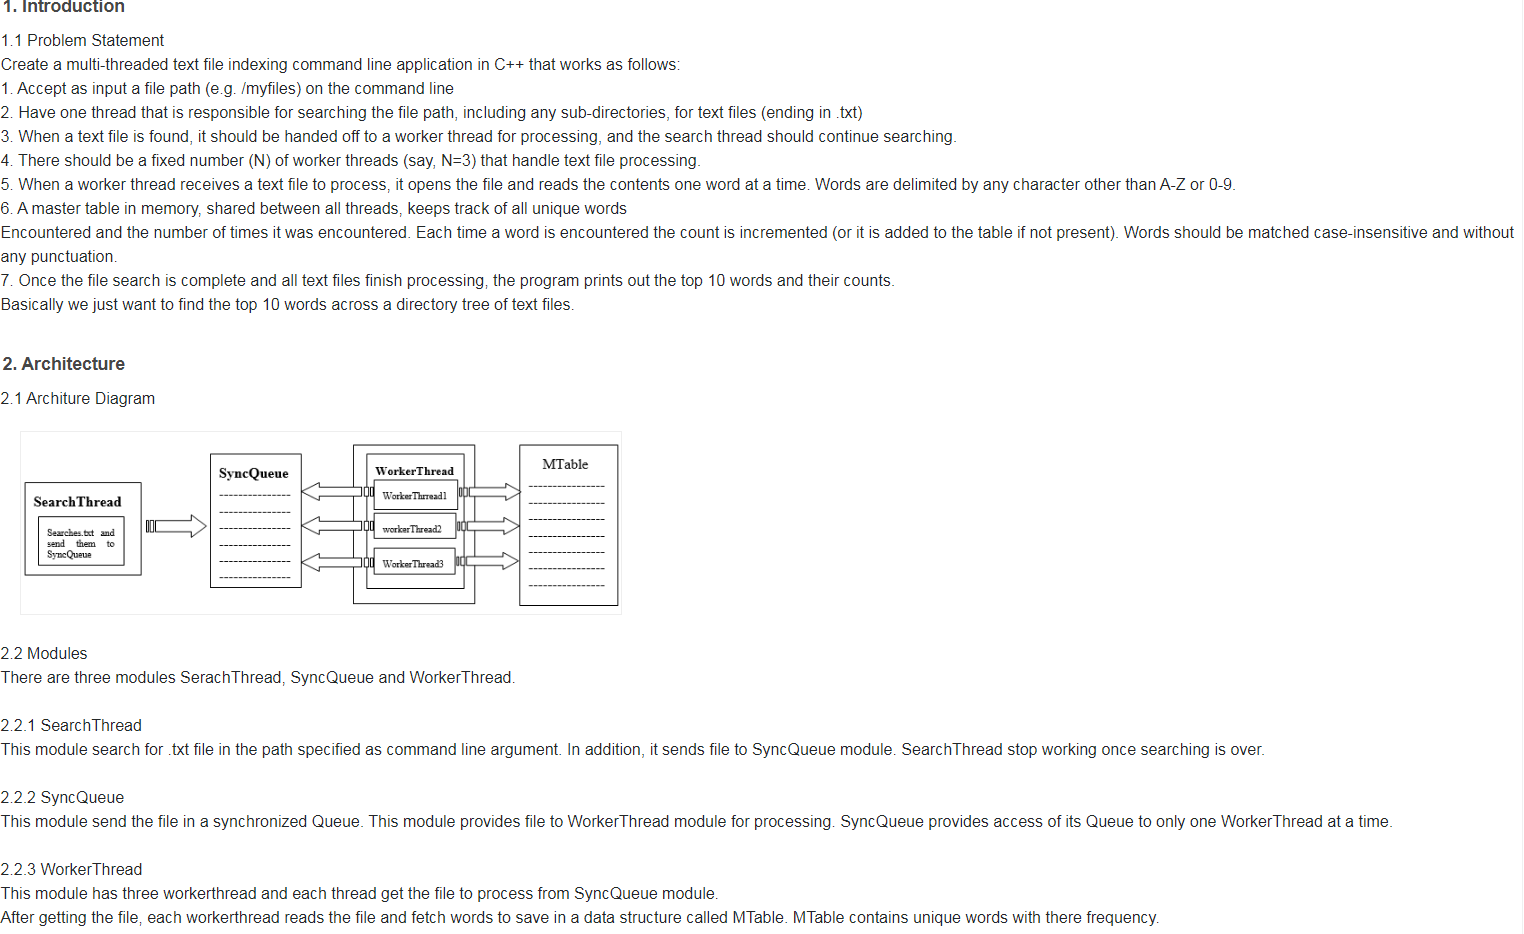 1. Introduction
1.1 Problem Statement
Create a multi-threaded text file indexing command line application in C++ that works as follows:
1. Accept as input a file path (e.g. /myfiles) on the command line
2. Have one thread that is responsible for searching the file path, including any sub-directories, for text files (ending in .txt)
3. When a text file is found, it should be handed off to a worker thread for processing, and the search thread should continue searching.
4. There should be a fixed number (N) of worker threads (say, N=3) that handle text file processing.
5. When a worker thread receives a text file to process, it opens the file and reads the contents one word at a time. Words are delimited by any character other than A-Z or 0-9.
6. A master table in memory, shared between all threads, keeps track of all unique words
Encountered and the number of times it was encountered. Each time a word is encountered the count is incremented (or it is added to the table if not present). Words should be matched case-insensitive and without
any punctuation.
7. Once the file search is complete and all text files finish processing, the program prints out the top 10 words and their counts.
Basically we just want to find the top 10 words across a directory tree of text files.
2. Architecture
2.1 Architure Diagram
SearchThread
Searches.txt and
send them to
SyncQueue
SyncQueue
WorkerThread
WorkerThrread1
workerThread2
WorkerThread3
MTable
2.2 Modules
There are three modules SerachThread, SyncQueue and WorkerThread.
2.2.1 SearchThread
This module search for .txt file in the path specified as command line argument. In addition, it sends file to SyncQueue module. SearchThread stop working once searching is over.
2.2.2 SyncQueue
This module send the file in a synchronized Queue. This module provides file to WorkerThread module for processing. SyncQueue provides access of its Queue to only one WorkerThread at a time.
2.2.3 WorkerThread
This module has three workerthread and each thread get the file to process from SyncQueue module.
After getting the file, each workerthread reads the file and fetch words to save in a data structure called MTable. MTable contains unique words with there frequency.